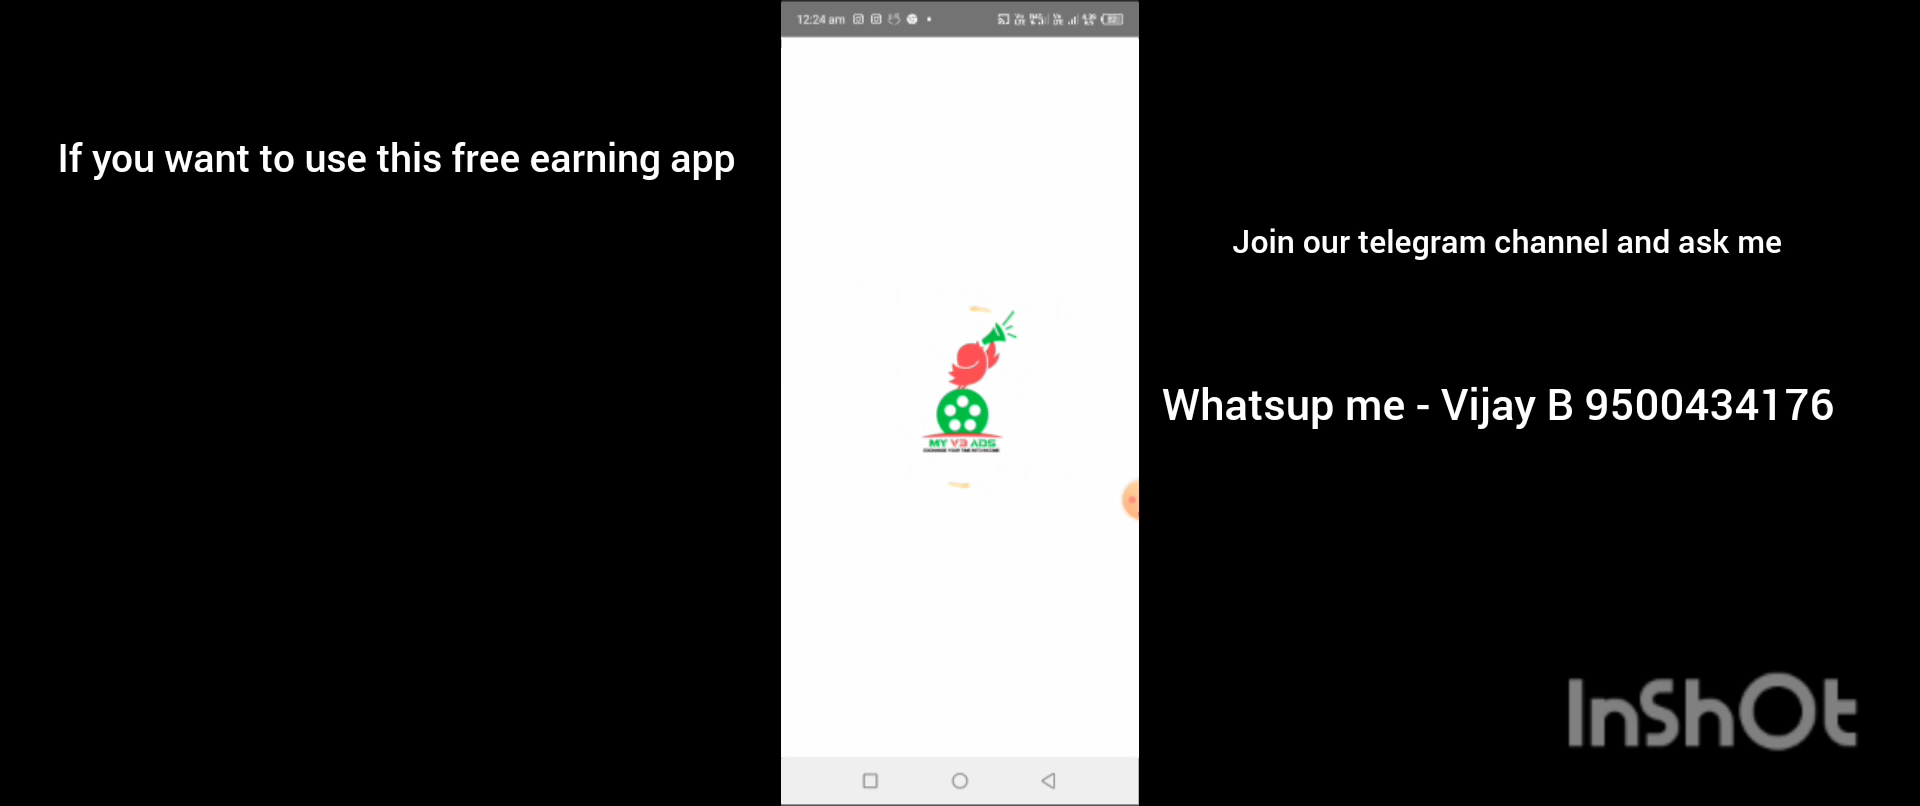 12:24 am
If you want to use this free earning app
Join our telegram channel and ask me
Whatsup me - Vijay B 9500434176
MY V3 ADS
InShOt